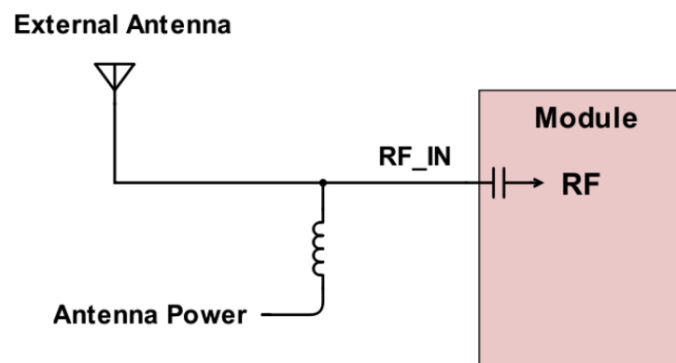 External Antenna
Module
RF_IN
RF
Antenna Power